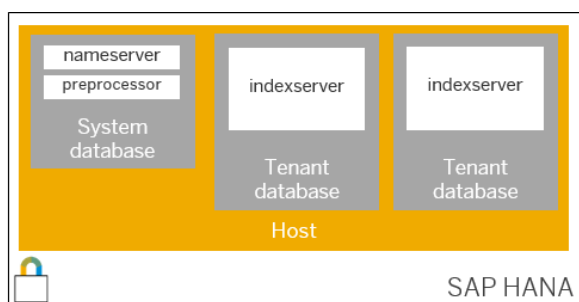 nameserver
preprocessor
System
database
indexserver
Tenant
database
indexserver
Tenant
database
Host
SAP HANA